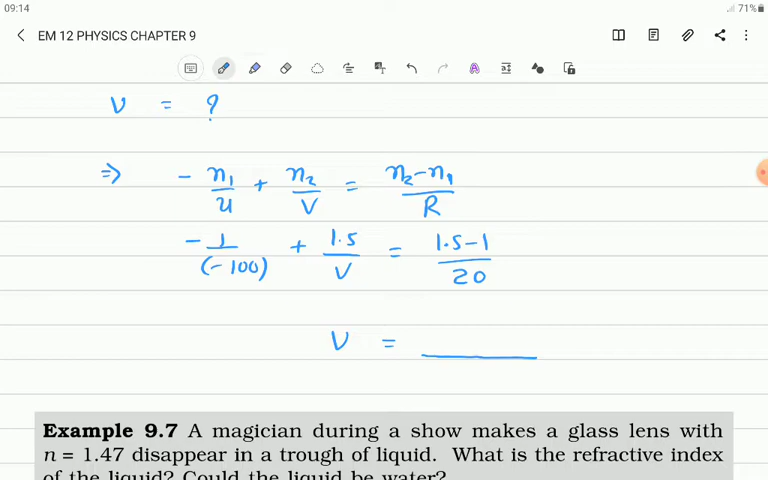 09:14 71%
EM 12 PHYSICS CHAPTER 9
v = ?
⇒ - n₁/u + n₂/v = n₂-n₁/R
- 1/(-100) + 1.5/v = 1.5-1/20
v = ________
Example 9.7 A magician during a show makes a glass lens with
n = 1.47 disappear in a trough of liquid. What is the refractive index
of the liquid? Could the liquid be water?